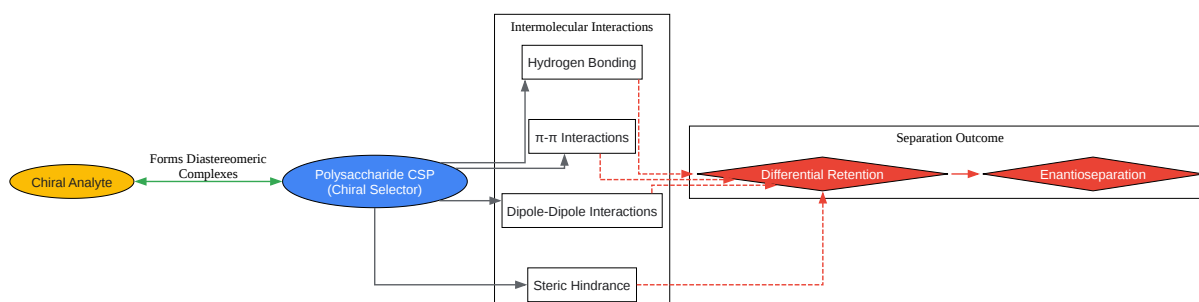 Intermolecular Interactions
Hydrogen Bonding
π-π Interactions
Separation Outcome
Forms Diastereomeric
Complexes
Chiral Analyte
Polysaccharide CSP
(Chiral Selector)
Differential Retention
Enantioseparation
Dipole-Dipole Interactions
Steric Hindrance